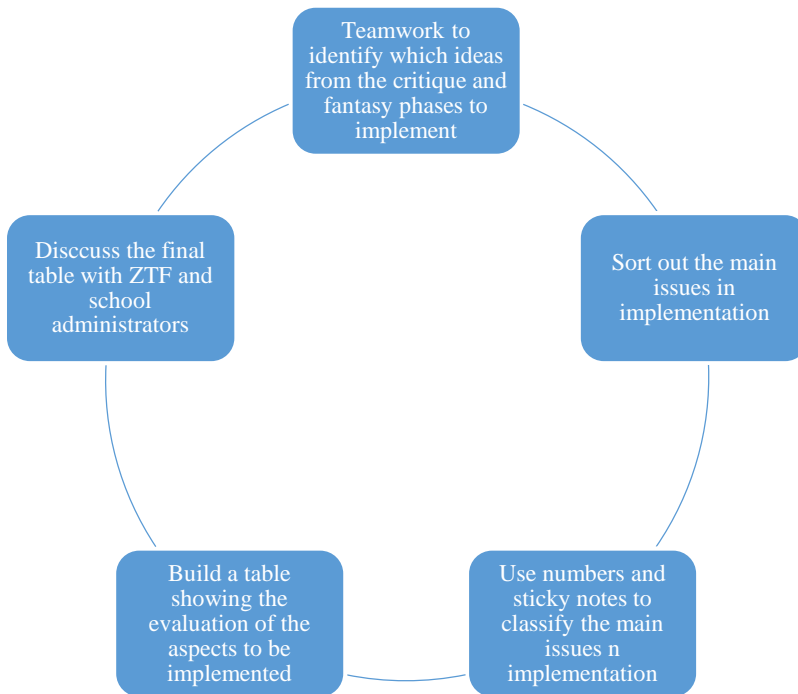 Teamwork to
identify which ideas
from the critique and
fantasy phases to
implement
Sort out the main
issues in
implementation
Use numbers and
sticky notes to
classify the main
issues n
implementation
Build a table
showing the
evaluation of the
aspects to be
implemented
Disccuss the final
table with ZTF and
school
administrators